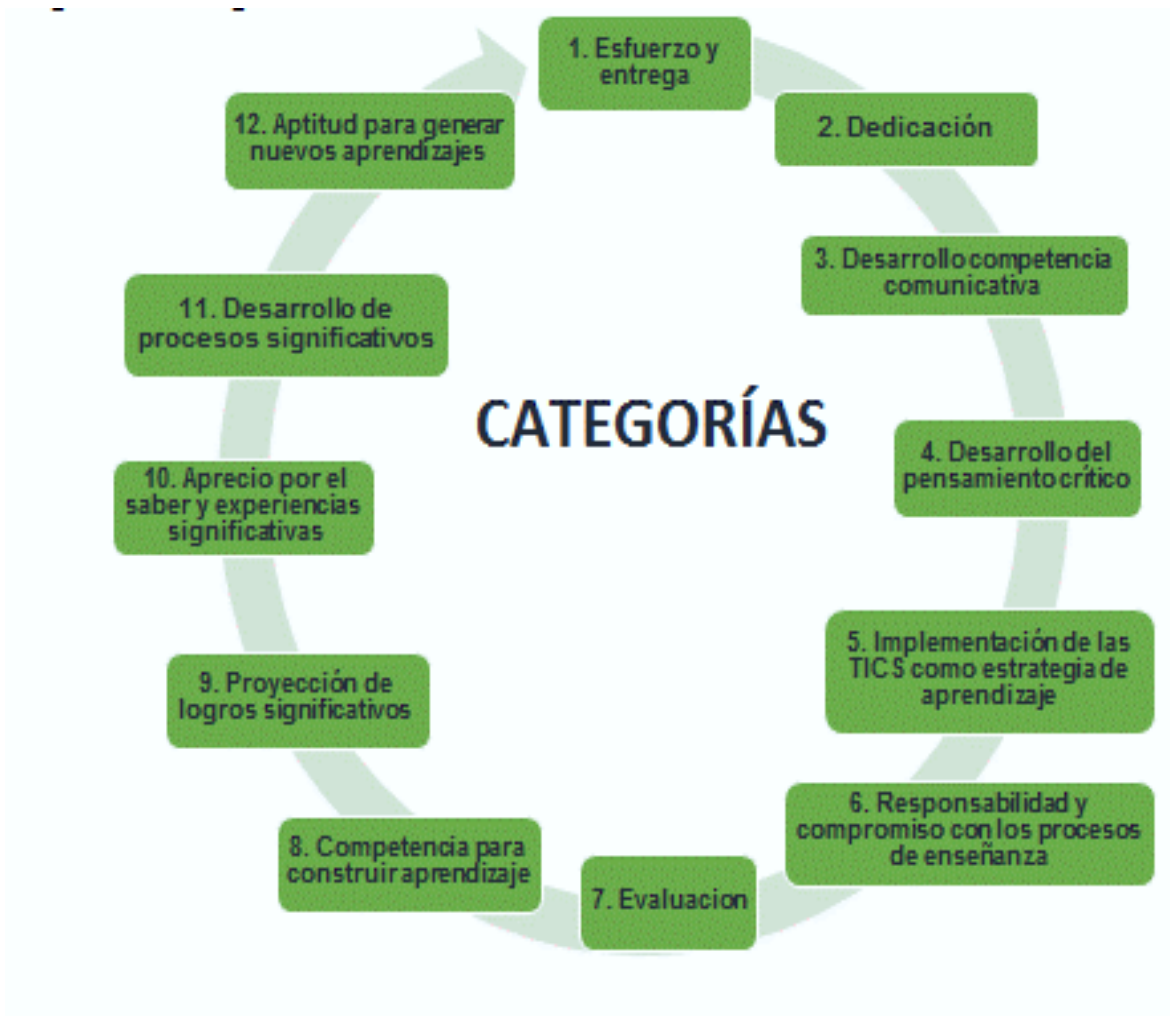 1. Esfuerzo y
entrega
2. Dedicación
3. Desarrollo competencia
comunicativa
4. Desarrollo del
pensamiento crítico
5. Implementación de las
TICS como estrategia de
aprendizaje
6. Responsabilidad y
compromiso con los procesos
de enseñanza
7. Evaluacion
8. Competencia para
construir aprendizaje
9. Proyección de
logros significativos
10. Aprecio por el
saber y experiencias
significativas
11. Desarrollo de
procesos significativos
12. Aptitud para generar
nuevos aprendizajes
CATEGORÍAS